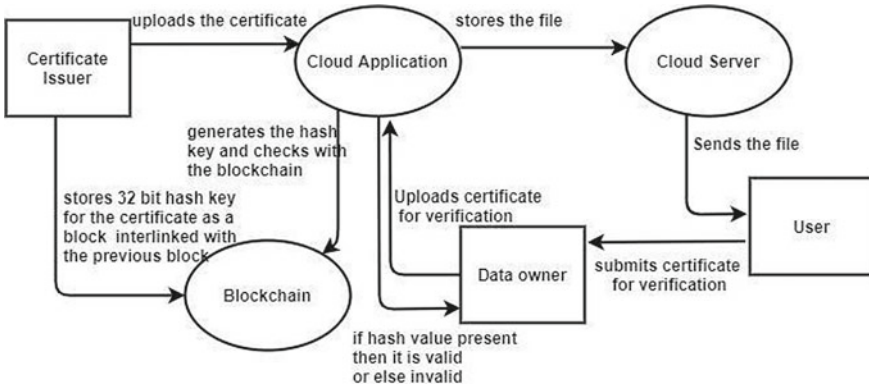 uploads the certificate
stores the file
Certificate
Issuer
Cloud Application
Cloud Server
generates the hash
key and checks with
the blockchain
Sends the file
stores 32 bit hash key
for the certificate as a
block interlinked with
the previous block
Uploads certificate
for verification
User
Blockchain
Data owner
submits certificate
for verification
if hash value present
then it is valid
or else invalid